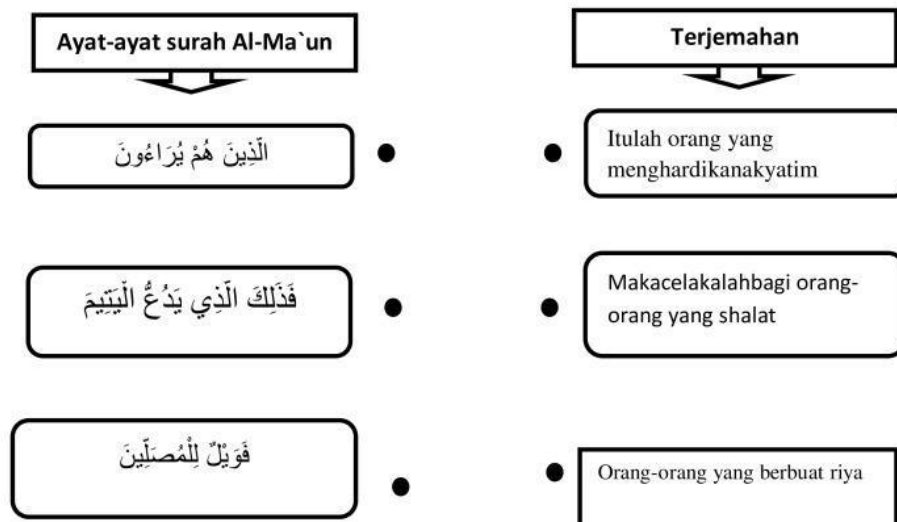 Ayat-ayat surah Al-Ma`un
Terjemahan
الَّذِينَ هُمْ يُرَاءُونَ
Itulah orang yang
menghardikanakyatim
فَذَلِكَ الَّذِي يَدُعُّ الْيَتِيمَ
Makacelakalahbagi orang-
orang yang shalat
فَوَيْلٌ لِلْمُصَلِّينَ
Orang-orang yang berbuat riya